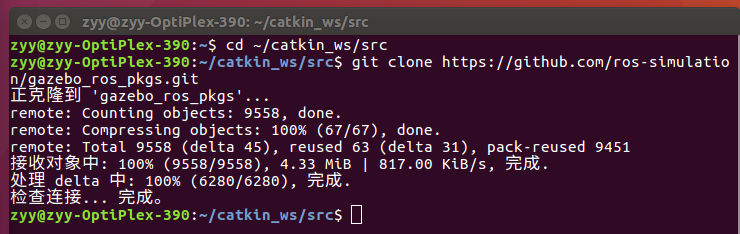 zyy@zyy-OptiPlex-390: ~/catkin_ws/src
zyy@zyy-OptiPlex-390:~$ cd ~/catkin_ws/src
zyy@zyy-OptiPlex-390:~/catkin_ws/src$ git clone https://github.com/ros-simulatio
n/gazebo_ros_pkgs.git
正克隆到 'gazebo_ros_pkgs'...
remote: Counting objects: 9558, done.
remote: Compressing objects: 100% (67/67), done.
remote: Total 9558 (delta 45), reused 63 (delta 31), pack-reused 9451
接收对象中: 100% (9558/9558), 4.33 MiB | 817.00 KiB/s, 完成.
处理 delta 中: 100% (6280/6280), 完成.
检查连接... 完成。
zyy@zyy-OptiPlex-390:~/catkin_ws/src$